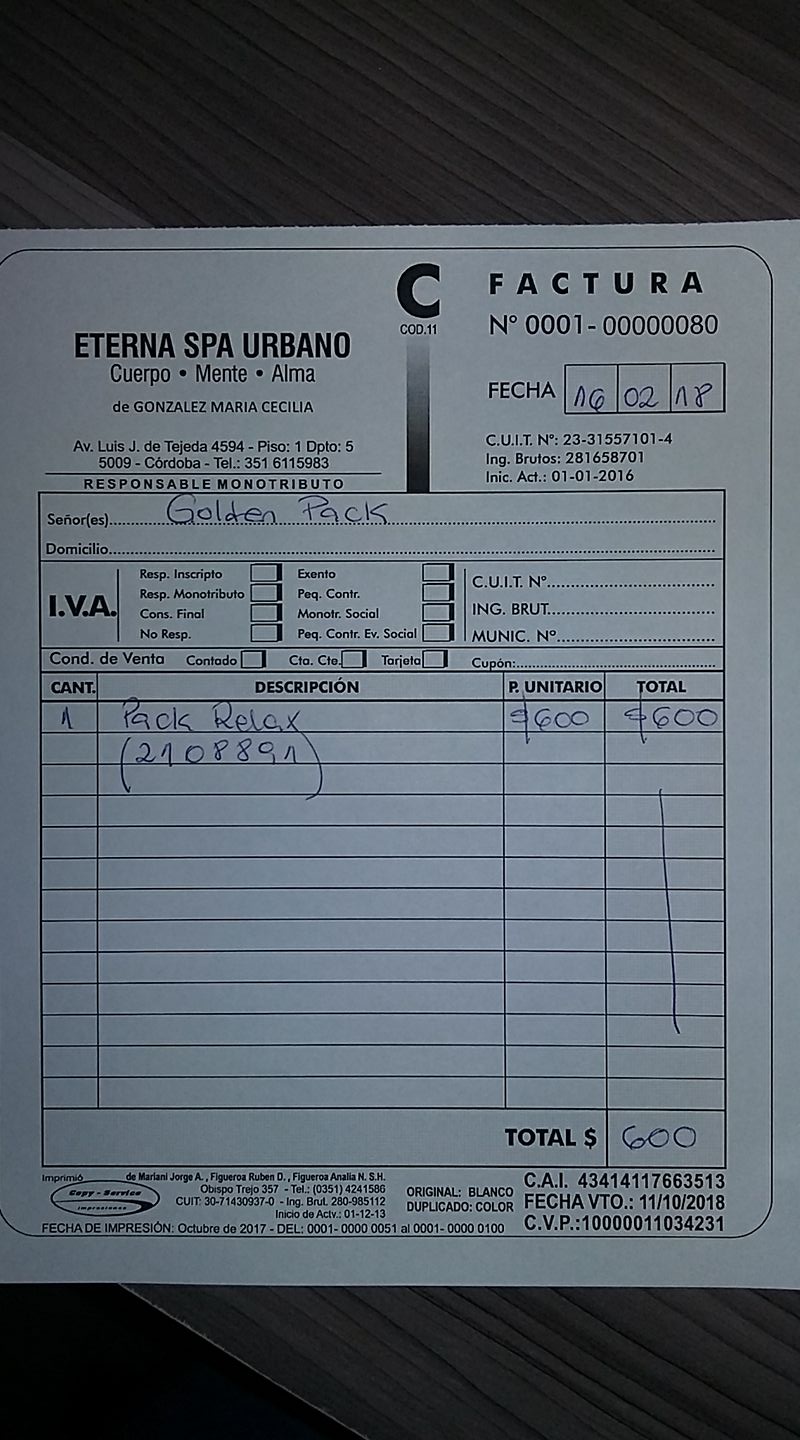 C
COD.11
FACTURA
N° 0001-00000080
ETERNA SPA URBANO
Cuerpo • Mente • Alma
de GONZALEZ MARIA CECILIA
FECHA 16 02 18
Av. Luis J. de Tejeda 4594 - Piso: 1 Dpto: 5
5009 - Córdoba - Tel.: 351 6115983
RESPONSABLE MONOTRIBUTO
C.U.I.T. N°: 23-31557101-4
Ing. Brutos: 281658701
Inic. Act.: 01-01-2016
Señor(es) Golden Pack
Domicilio
I.V.A.
Resp. Inscripto
Resp. Monotributo
Cons. Final
No Resp.
Exento
Peq. Contr.
Monotr. Social
Peq. Contr. Ev. Social
C.U.I.T. N°
ING. BRUT.
MUNIC. N°
Cond. de Venta Contado Cta. Cte. Tarjeta Cupón:
CANT. DESCRIPCIÓN P. UNITARIO TOTAL
1 Pack Relax $600 $600
(2108891)
TOTAL $ 600
Imprimió
Copy - Service
impresiones
de Mariani Jorge A., Figueroa Ruben D., Figueroa Analia N. S.H.
Obispo Trejo 357 - Tel.: (0351) 4241586
CUIT: 30-71430937-0 - Ing. Brut. 280-985112
Inicio de Actv.: 01-12-13
ORIGINAL: BLANCO
DUPLICADO: COLOR
C.A.I. 43414117663513
FECHA VTO.: 11/10/2018
C.V.P.:10000011034231
FECHA DE IMPRESIÓN: Octubre de 2017 - DEL: 0001- 0000 0051 al 0001- 0000 0100